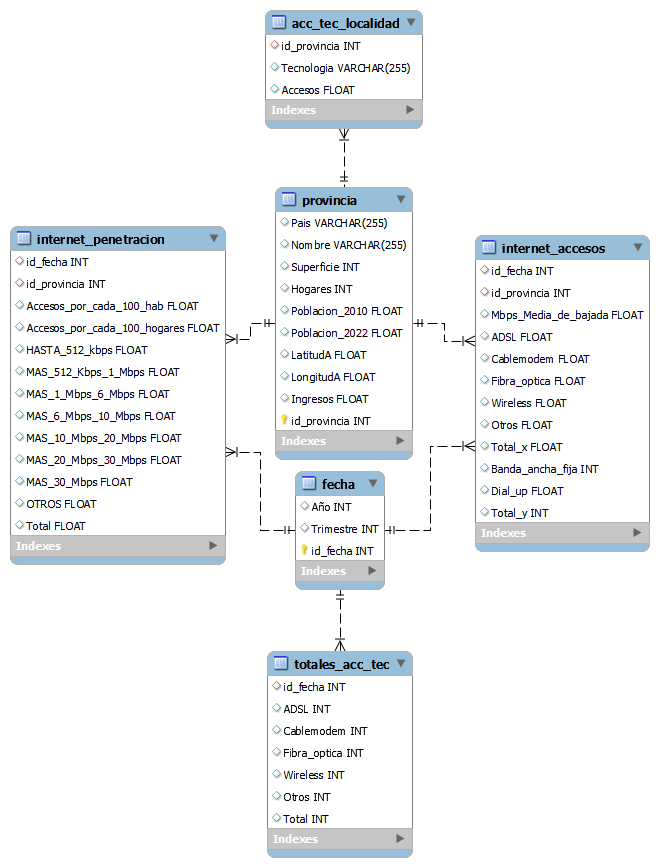 acc_tec_localidad
id_provincia INT
Tecnologia VARCHAR(255)
Accesos FLOAT
Indexes
provincia
Pais VARCHAR(255)
Nombre VARCHAR(255)
Superficie INT
Hogares INT
Poblacion_2010 FLOAT
Poblacion_2022 FLOAT
LatitudA FLOAT
LongitudA FLOAT
Ingresos FLOAT
id_provincia INT
Indexes
internet_penetracion
id_fecha INT
id_provincia INT
Accesos_por_cada_100_hab FLOAT
Accesos_por_cada_100_hogares FLOAT
HASTA_512_kbps FLOAT
MAS_512_Kbps_1_Mbps FLOAT
MAS_1_Mbps_6_Mbps FLOAT
MAS_6_Mbps_10_Mbps FLOAT
MAS_10_Mbps_20_Mbps FLOAT
MAS_20_Mbps_30_Mbps FLOAT
MAS_30_Mbps FLOAT
OTROS FLOAT
Total FLOAT
Indexes
internet_accesos
id_fecha INT
id_provincia INT
Mbps_Media_de_bajada FLOAT
ADSL FLOAT
Cablemodem FLOAT
Fibra_optica FLOAT
Wireless FLOAT
Otros FLOAT
Total_x FLOAT
Banda_ancha_fija INT
Dial_up FLOAT
Total_y INT
Indexes
fecha
Año INT
Trimestre INT
id_fecha INT
Indexes
totales_acc_tec
id_fecha INT
ADSL INT
Cablemodem INT
Fibra_optica INT
Wireless INT
Otros INT
Total INT
Indexes